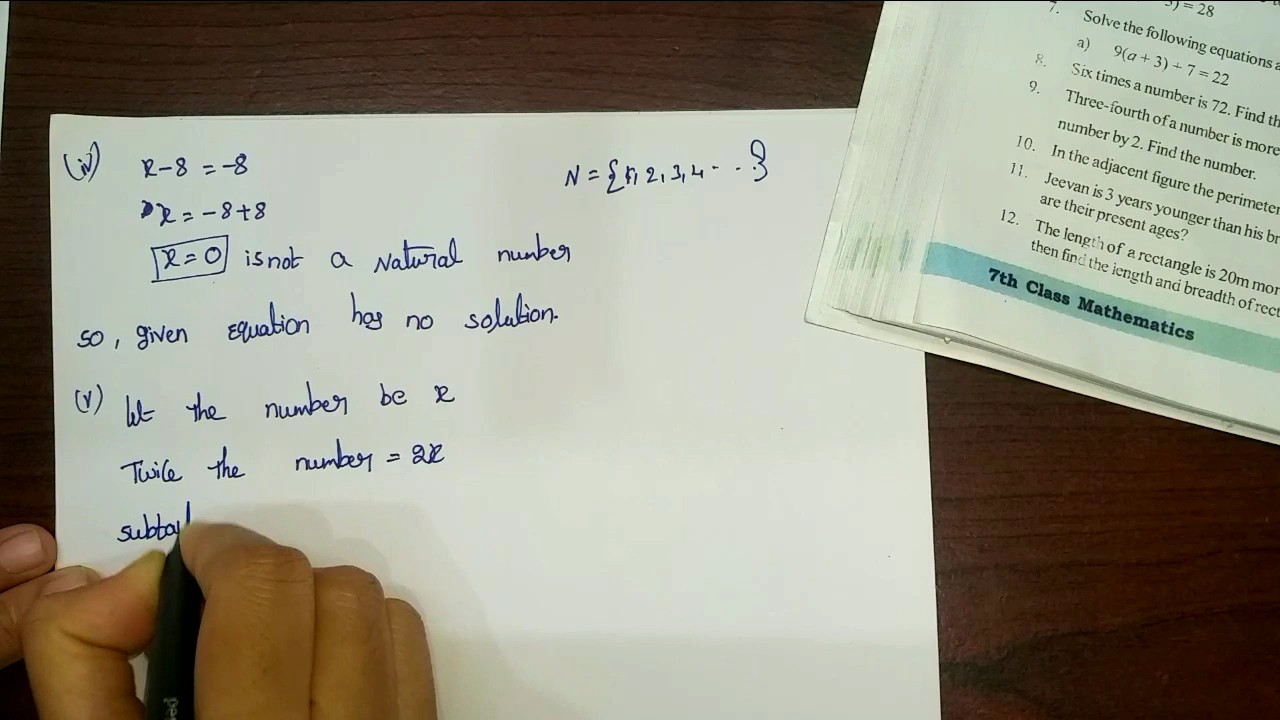 (iv) x-8 = -8
x = -8+8
x=0 is not a Natural number
so, given equation has no solution.
N = {1, 2, 3, 4 - - .}
(v) let the number be x
Twice the number = 2x
subta
3) = 28
7. Solve the following equations
a) 9(a + 3) + 7 = 22
8. Six times a number is 72. Find th
9. Three-fourth of a number is more
number by 2. Find the number.
10. In the adjacent figure the perimeter
11. Jeevan is 3 years younger than his br
are their present ages?
12. The length of a rectangle is 20m mor
then find the length and breadth of rect
7th Class Mathematics